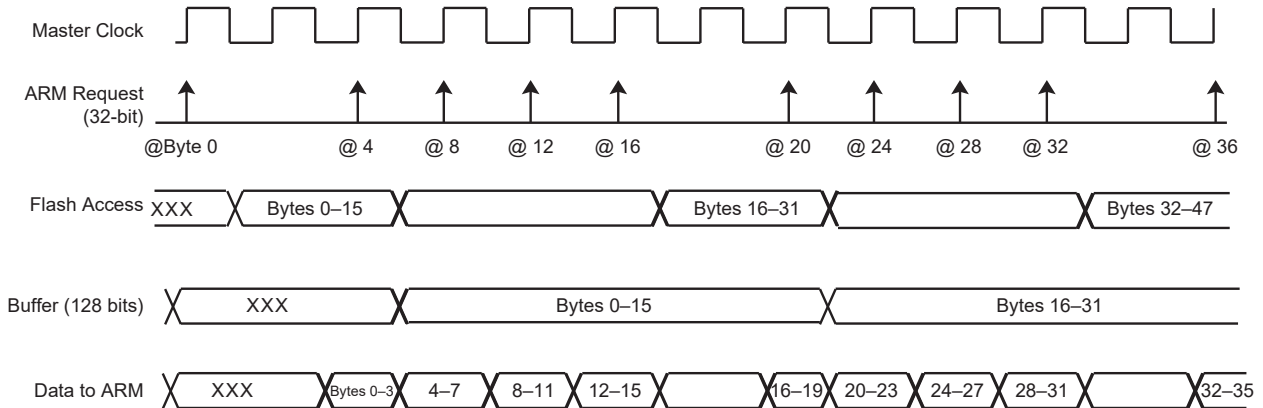 Master Clock
ARM Request
(32-bit)
@Byte 0 @ 4 @ 8 @ 12 @ 16 @ 20 @ 24 @ 28 @ 32 @ 36
Flash Access XXX Bytes 0–15 Bytes 16–31 Bytes 32–47
Buffer (128 bits) XXX Bytes 0–15 Bytes 16–31
Data to ARM XXX Bytes 0–3 4–7 8–11 12–15 16–19 20–23 24–27 28–31 32–35